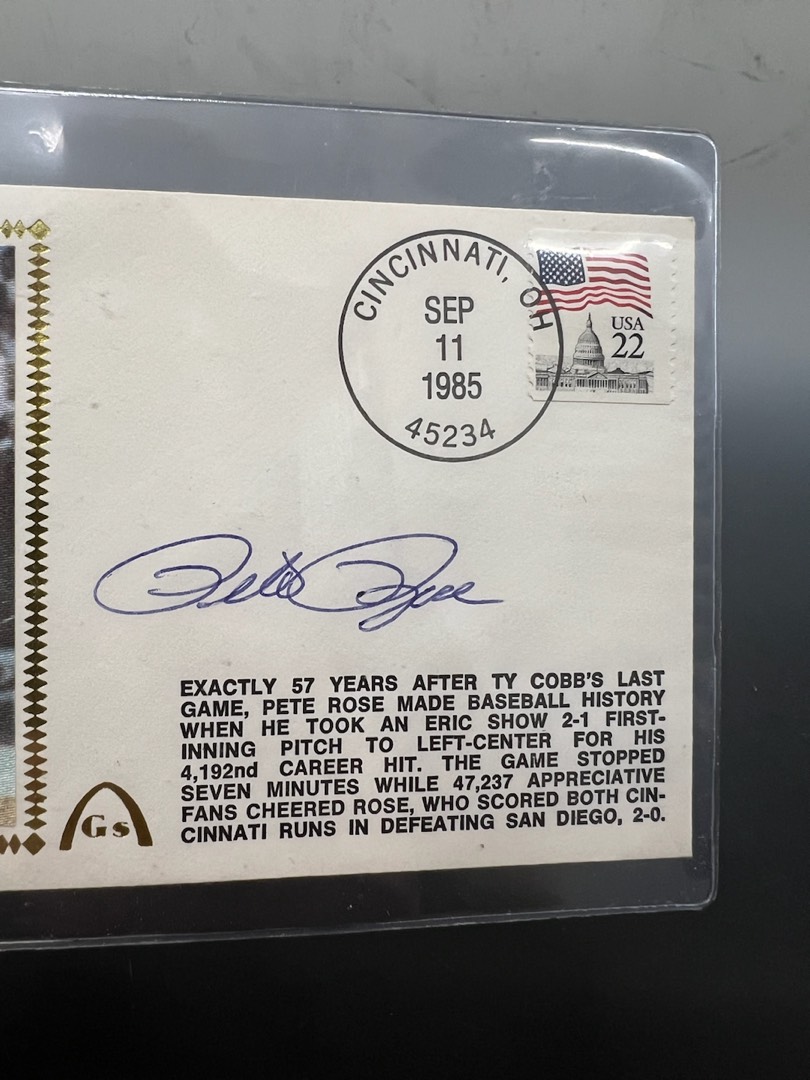 CINCINNATI, OH
SEP
11
1985
45234
USA
22
Pete Rose
EXACTLY 57 YEARS AFTER TY COBB'S LAST
GAME, PETE ROSE MADE BASEBALL HISTORY
WHEN HE TOOK AN ERIC SHOW 2-1 FIRST-
INNING PITCH TO LEFT-CENTER FOR HIS
4,192nd CAREER HIT. THE GAME STOPPED
SEVEN MINUTES WHILE 47,237 APPRECIATIVE
FANS CHEERED ROSE, WHO SCORED BOTH CIN-
CINNATI RUNS IN DEFEATING SAN DIEGO, 2-0.
Gs